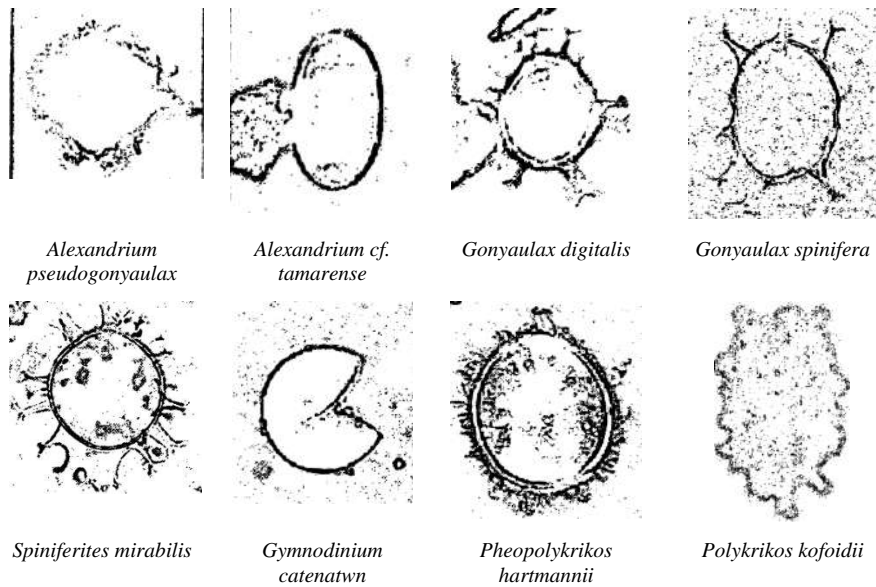 Alexandrium
pseudogonyaulax
Alexandrium cf.
tamarense
Gonyaulax digitalis
Gonyaulax spinifera
Spiniferites mirabilis
Gymnodinium
catenatwn
Pheopolykrikos
hartmannii
Polykrikos kofoidii